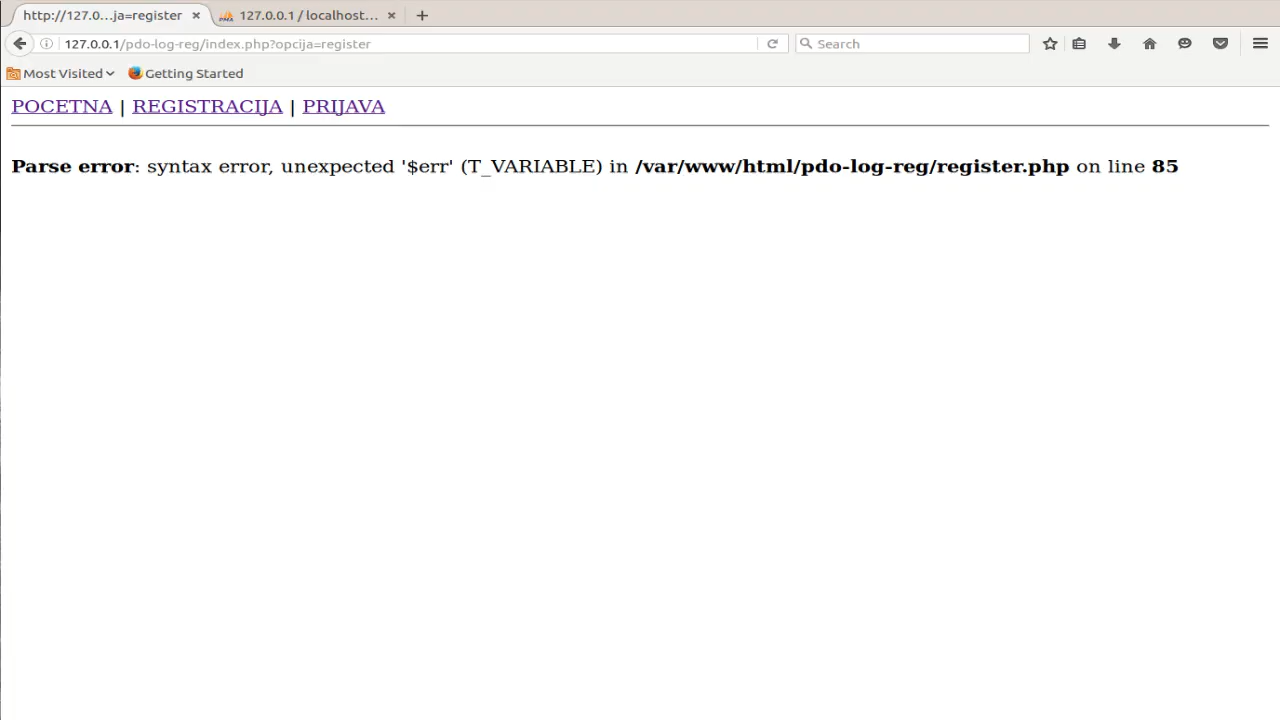 http://127.0...ja=register
127.0.0.1 / localhost...
127.0.0.1/pdo-log-reg/index.php?opcija=register
Search
Most Visited
Getting Started
POCETNA | REGISTRACIJA | PRIJAVA
Parse error: syntax error, unexpected '$err' (T_VARIABLE) in /var/www/html/pdo-log-reg/register.php on line 85